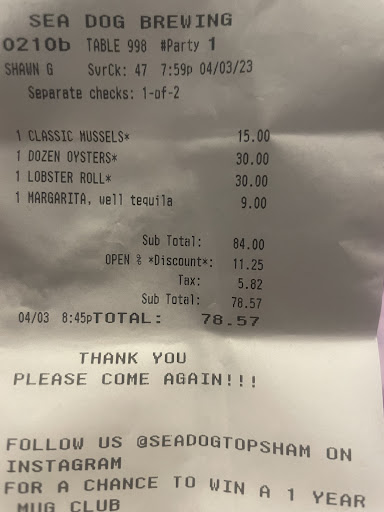 SEA DOG BREWING
0210b TABLE 998 #Party 1
SHAWN G SvrCk: 47 7:59p 04/03/23
Separate checks: 1-of-2
1 CLASSIC MUSSELS* 15.00
1 DOZEN OYSTERS* 30.00
1 LOBSTER ROLL* 30.00
1 MARGARITA, well tequila 9.00
Sub Total: 84.00
OPEN % *Discount*: 11.25
Tax: 5.82
Sub Total: 78.57
04/03 8:45pTOTAL: 78.57
THANK YOU
PLEASE COME AGAIN!!!
FOLLOW US @SEADOGTOPSHAM ON
INSTAGRAM
FOR A CHANCE TO WIN A 1 YEAR
MUG CLUB